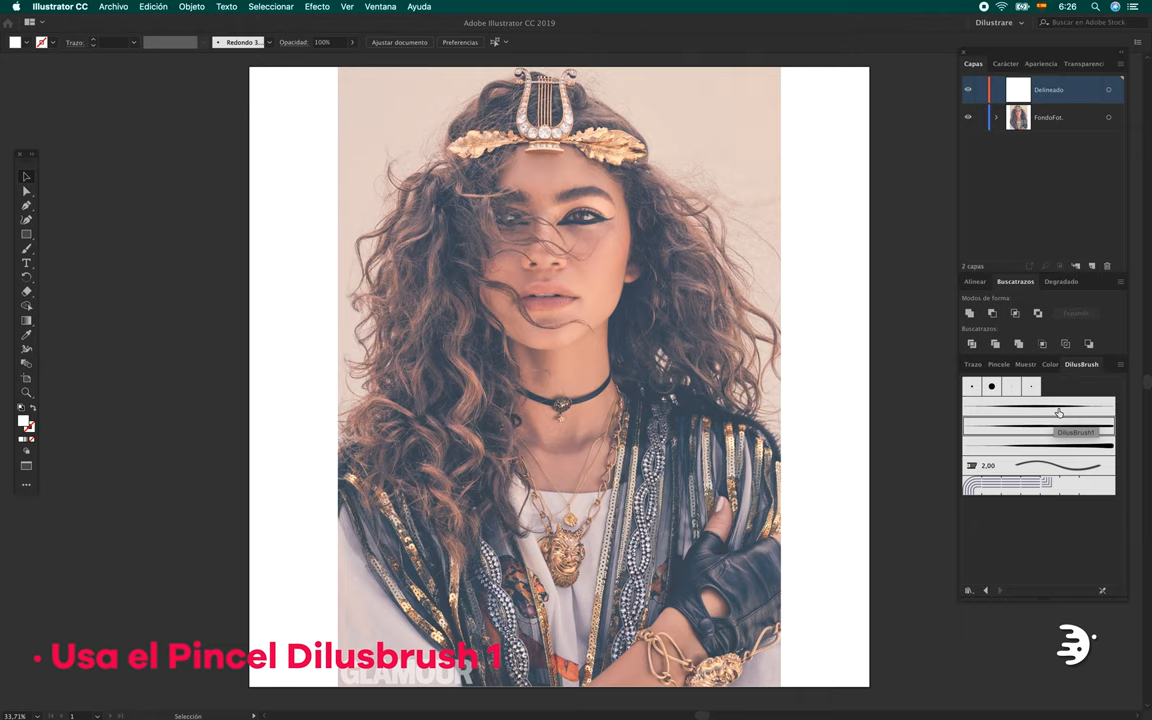 Illustrator CC Archivo Edición Objeto Texto Seleccionar Efecto Ver Ventana Ayuda 6:26
Adobe Illustrator CC 2019
Dilustrare
Buscar en Adobe Stock
Trazo: Redondo 3... Opacidad: 100% Ajustar documento Preferencias
Capas Carácter Apariencia Transparenci
Delineado
FondoFot.
2 capas
Alinear Buscatrazos Degradado
Modos de forma:
Expandir
Buscatrazos:
Trazo Pincele Muestr Color DilusBrush
DilusBrush1
2,00
GLAMOUR
· Usa el Pincel Dilusbrush 1
33,71% 1 Selección